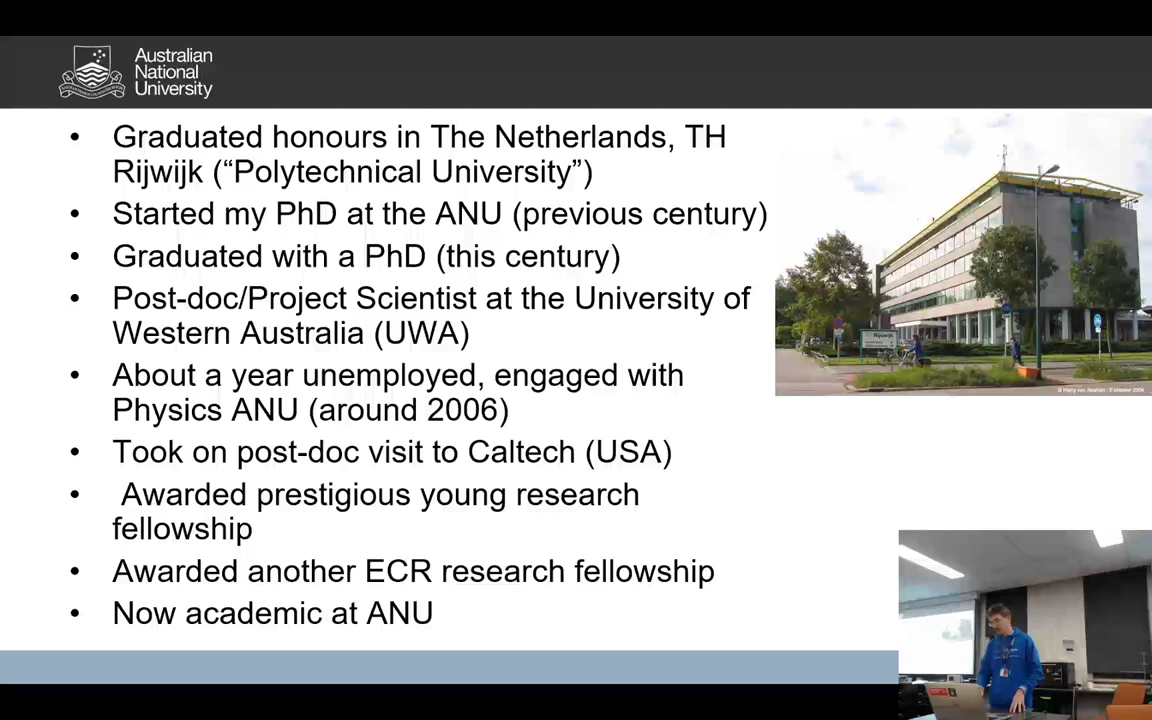 Australian
National
University
• Graduated honours in The Netherlands, TH
Rijwijk (“Polytechnical University”)
• Started my PhD at the ANU (previous century)
• Graduated with a PhD (this century)
• Post-doc/Project Scientist at the University of
Western Australia (UWA)
• About a year unemployed, engaged with
Physics ANU (around 2006)
• Took on post-doc visit to Caltech (USA)
• Awarded prestigious young research
fellowship
• Awarded another ECR research fellowship
• Now academic at ANU